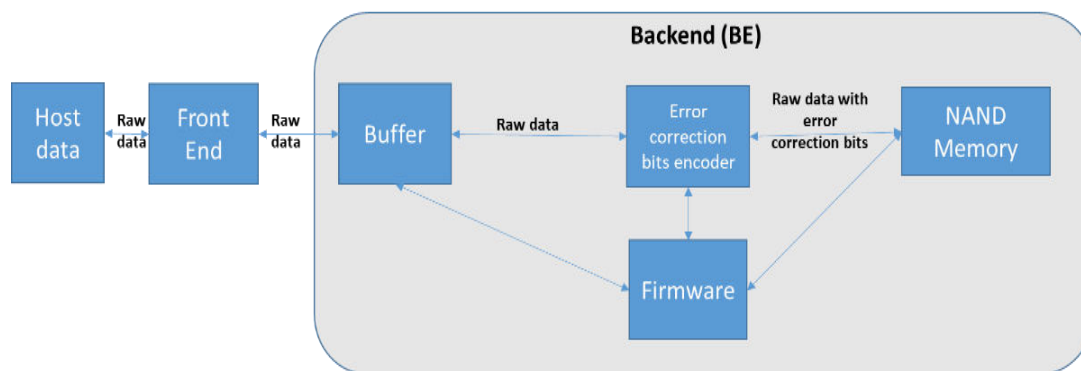 Backend (BE)
Host
data
Raw
data
Front
End
Raw
data
Buffer
Raw data
Error
correction
bits encoder
Raw data with
error
correction bits
NAND
Memory
Firmware